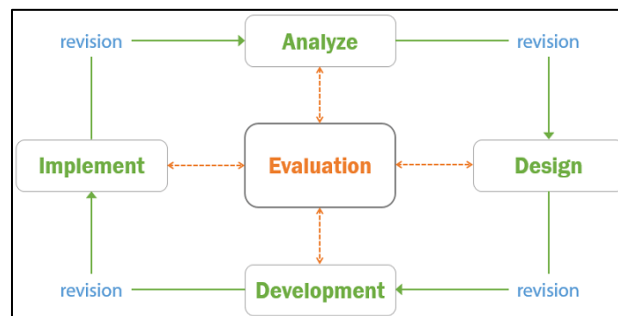 revision
Analyze
revision
Implement
Evaluation
Design
revision
Development
revision